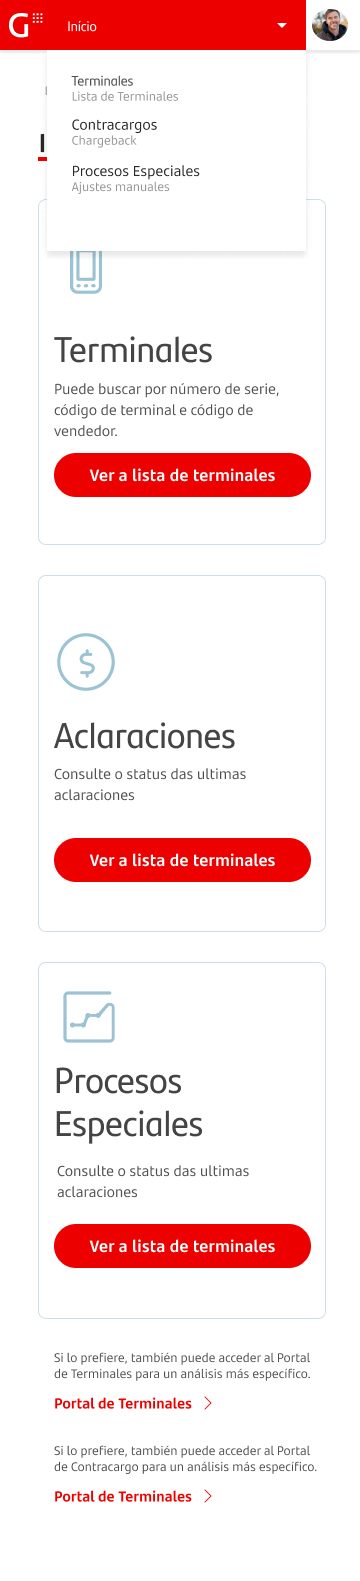 G
Início
Terminales
Lista de Terminales
Contracargos
Chargeback
Procesos Especiales
Ajustes manuales
Terminales
Puede buscar por número de serie,
código de terminal e código de
vendedor.
Ver a lista de terminales
$
Aclaraciones
Consulte o status das ultimas
aclaraciones
Ver a lista de terminales
Procesos
Especiales
Consulte o status das ultimas
aclaraciones
Ver a lista de terminales
Si lo prefiere, también puede acceder al Portal
de Terminales para un análisis más específico.
Portal de Terminales
Si lo prefiere, también puede acceder al Portal
de Contracargo para un análisis más específico.
Portal de Terminales